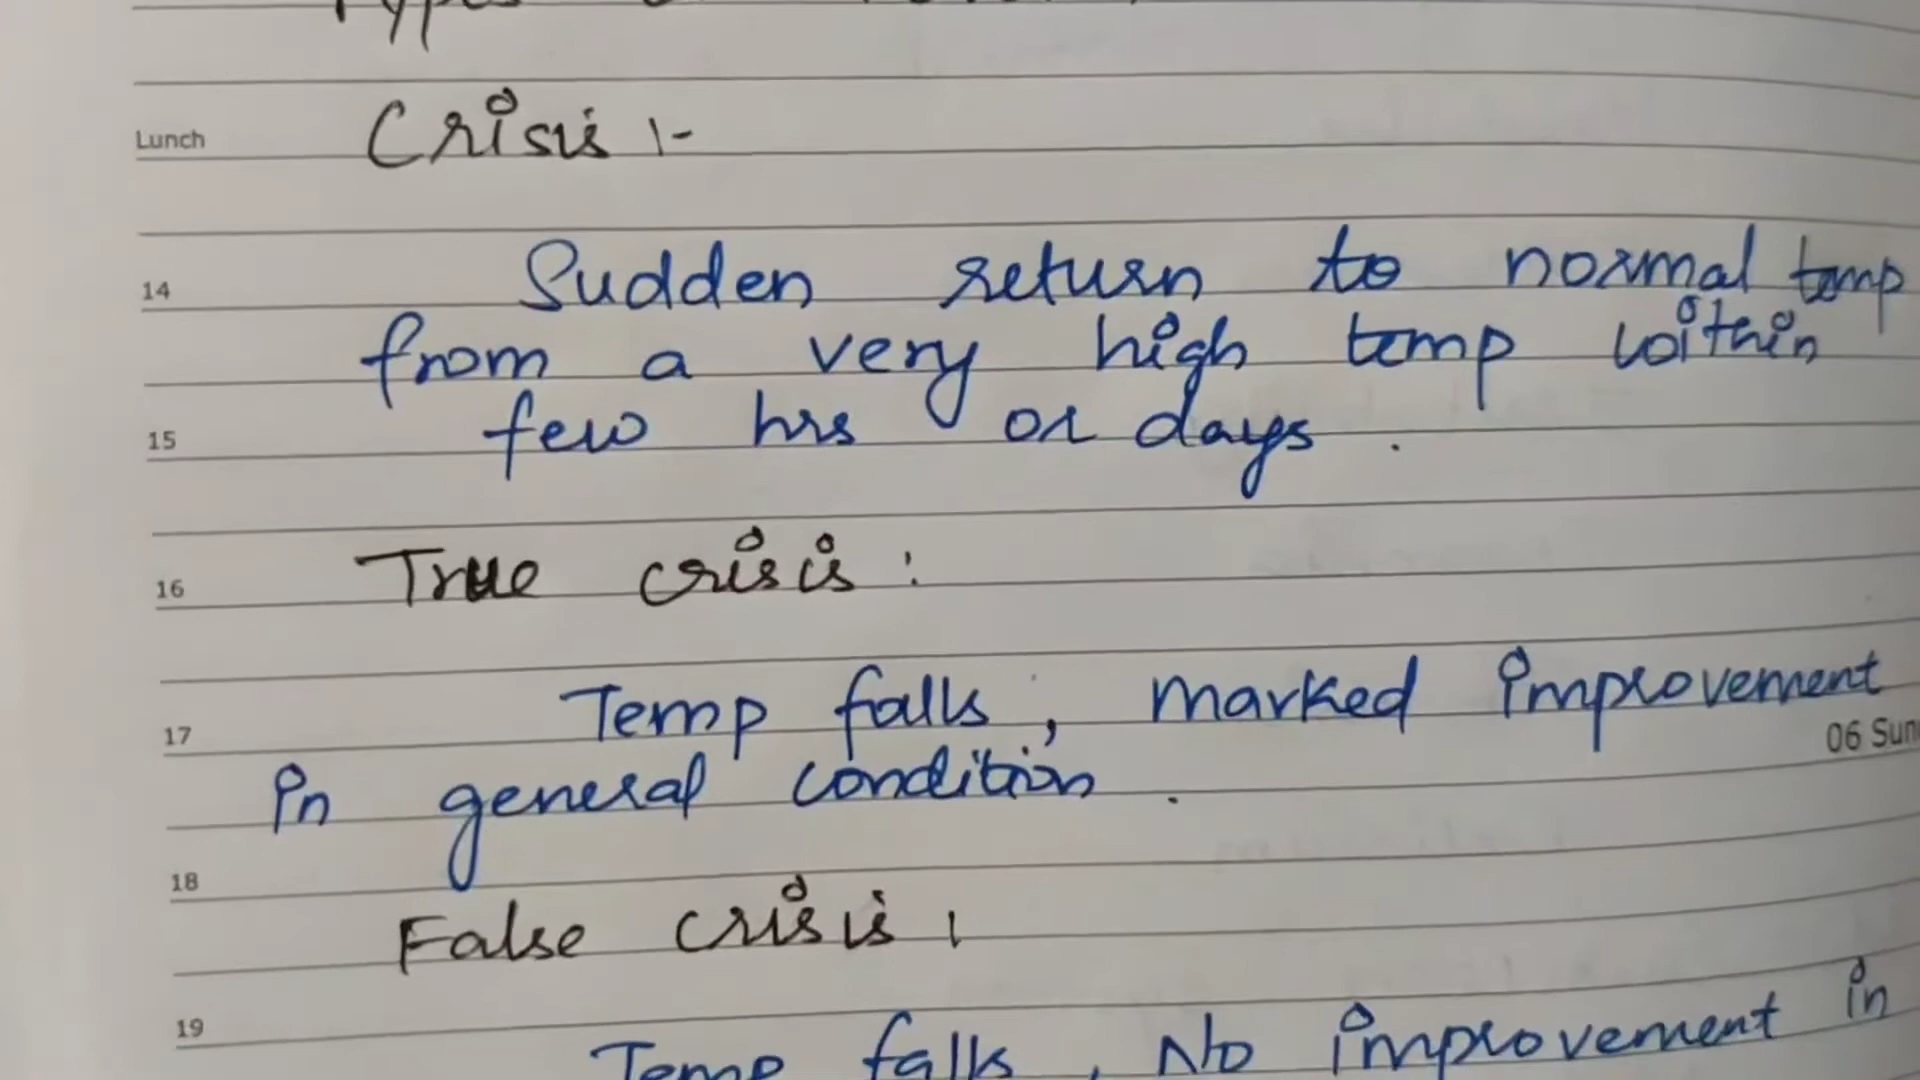 Types
Lunch Crisis :-
14 Sudden return to normal temp
from a very high temp within
15 few hrs or days .
16 True crisis :
17 Temp falls , marked improvement
06 Sun
in general condition .
18
False crisis :
19
Temp falls , No improvement in